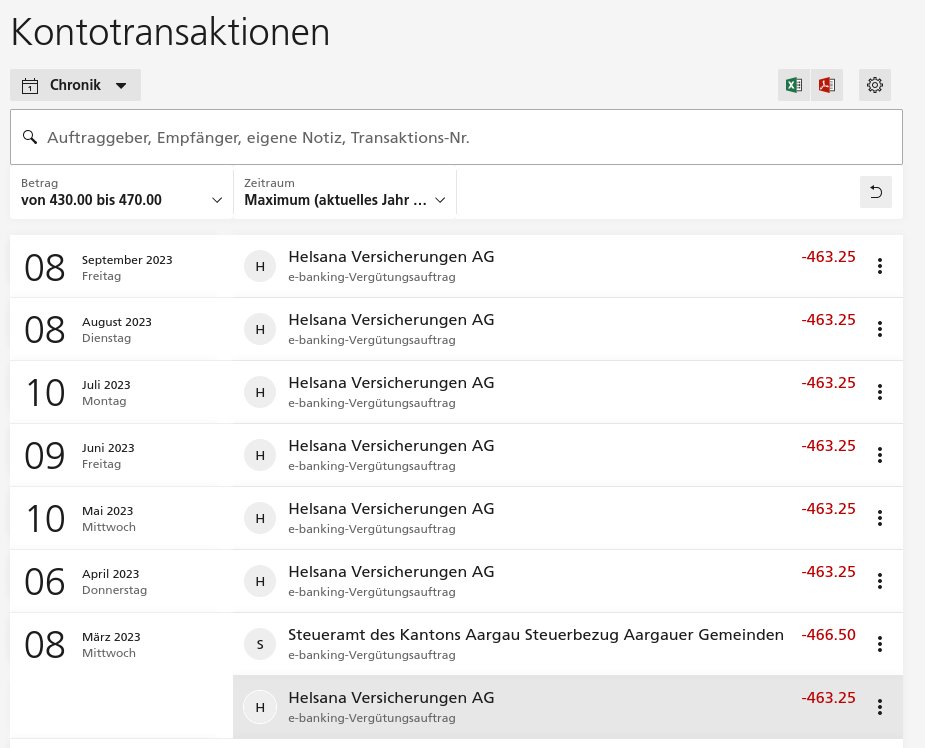 Kontotransaktionen
1 Chronik
Auftraggeber, Empfänger, eigene Notiz, Transaktions-Nr.
Betrag
von 430.00 bis 470.00
Zeitraum
Maximum (aktuelles Jahr ...
08 September 2023
Freitag
H Helsana Versicherungen AG -463.25
e-banking-Vergütungsauftrag
08 August 2023
Dienstag
H Helsana Versicherungen AG -463.25
e-banking-Vergütungsauftrag
10 Juli 2023
Montag
H Helsana Versicherungen AG -463.25
e-banking-Vergütungsauftrag
09 Juni 2023
Freitag
H Helsana Versicherungen AG -463.25
e-banking-Vergütungsauftrag
10 Mai 2023
Mittwoch
H Helsana Versicherungen AG -463.25
e-banking-Vergütungsauftrag
06 April 2023
Donnerstag
H Helsana Versicherungen AG -463.25
e-banking-Vergütungsauftrag
08 März 2023
Mittwoch
S Steueramt des Kantons Aargau Steuerbezug Aargauer Gemeinden -466.50
e-banking-Vergütungsauftrag
H Helsana Versicherungen AG -463.25
e-banking-Vergütungsauftrag